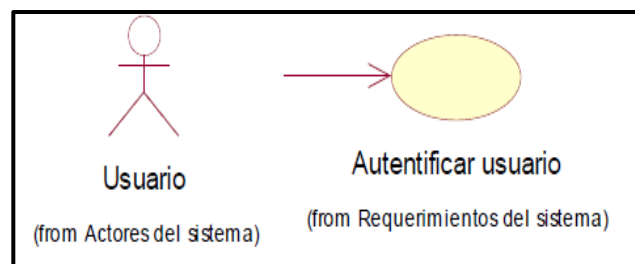 Usuario
(from Actores del sistema)
Autentificar usuario
(from Requerimientos del sistema)